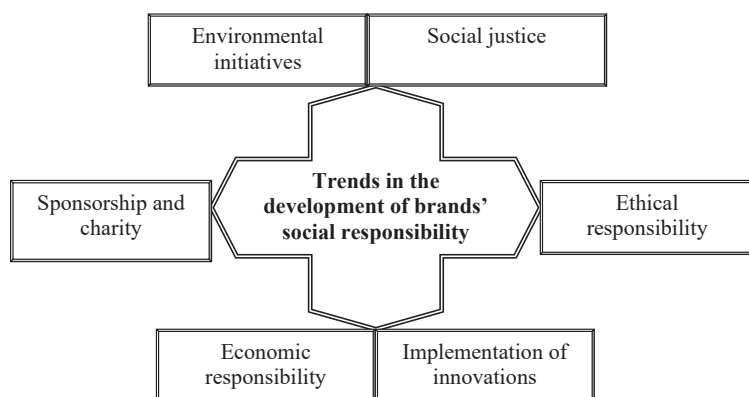 Environmental
initiatives
Social justice
Trends in the
development of brands’
social responsibility
Sponsorship and
charity
Ethical
responsibility
Economic
responsibility
Implementation of
innovations